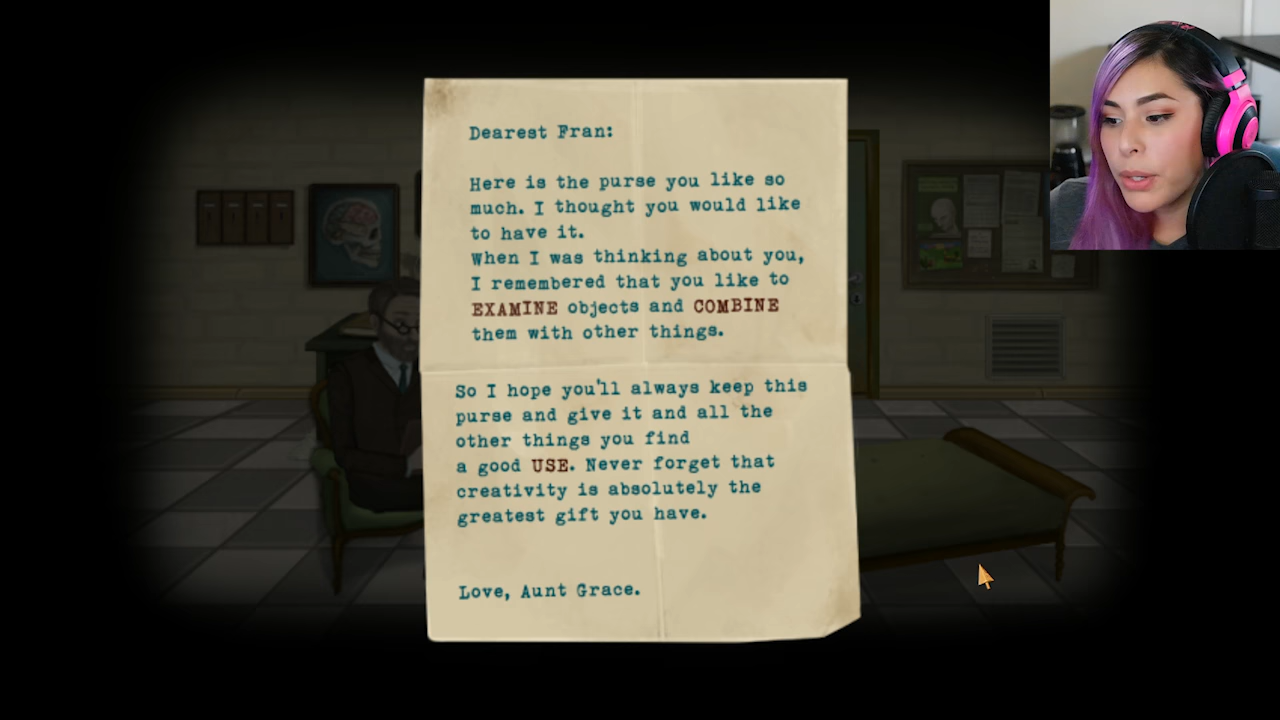 Dearest Fran:
Here is the purse you like so
much. I thought you would like
to have it.
When I was thinking about you,
I remembered that you like to
EXAMINE objects and COMBINE
them with other things.
So I hope you'll always keep this
purse and give it and all the
other things you find
a good USE. Never forget that
creativity is absolutely the
greatest gift you have.
Love, Aunt Grace.